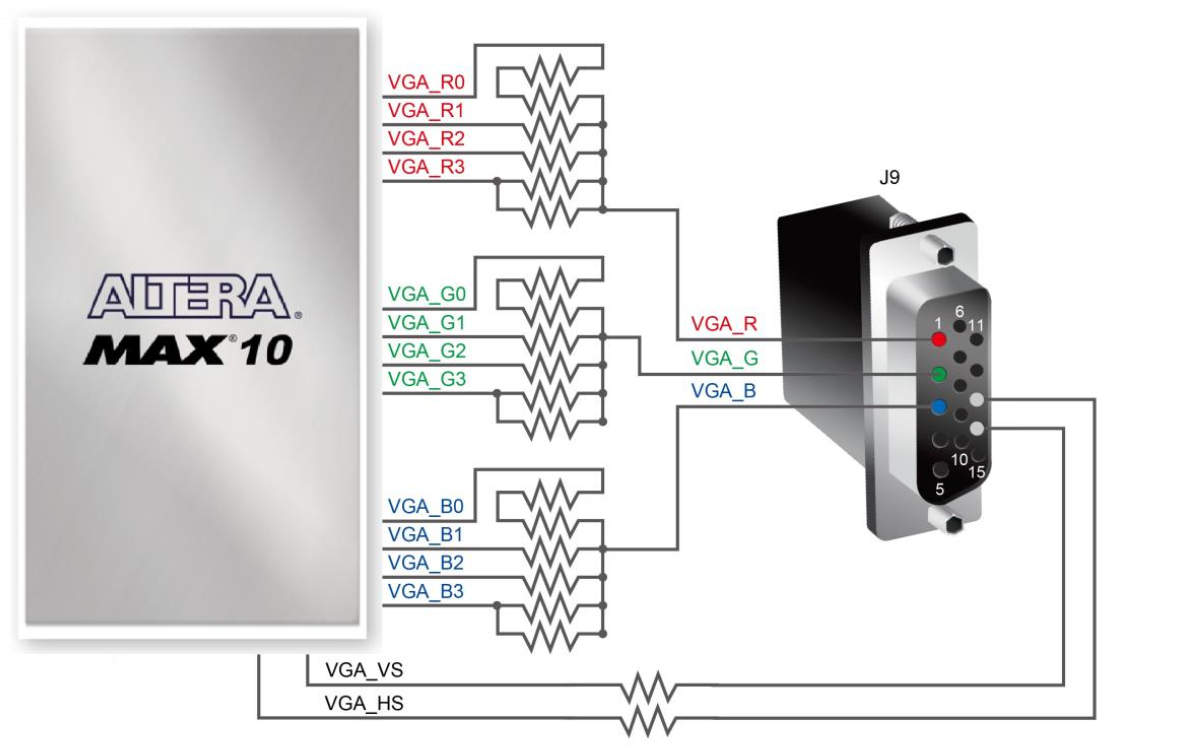 ALTERA®
MAX® 10
VGA_R0
VGA_R1
VGA_R2
VGA_R3
VGA_G0
VGA_G1
VGA_G2
VGA_G3
VGA_B0
VGA_B1
VGA_B2
VGA_B3
VGA_VS
VGA_HS
VGA_R
VGA_G
VGA_B
J9
6
1
11
10
15
5